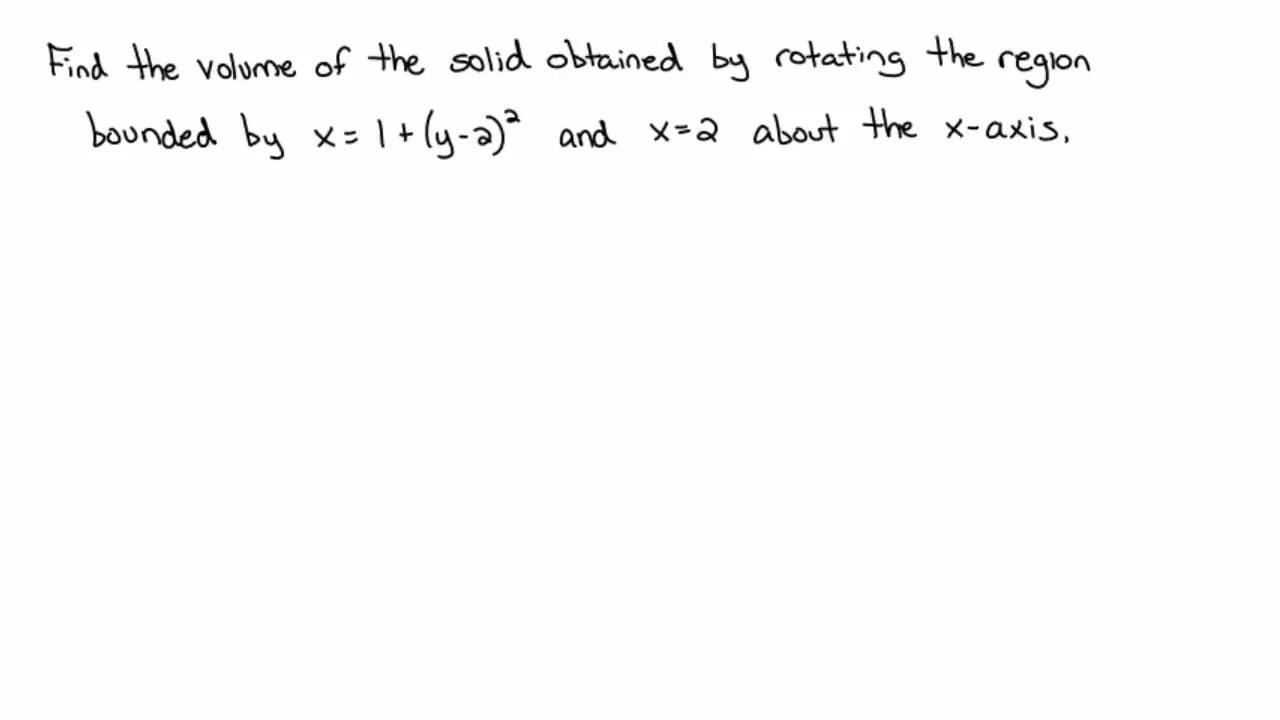 Find the volume of the solid obtained by rotating the region
bounded by x = 1 + (y-2)² and x=2 about the x-axis.